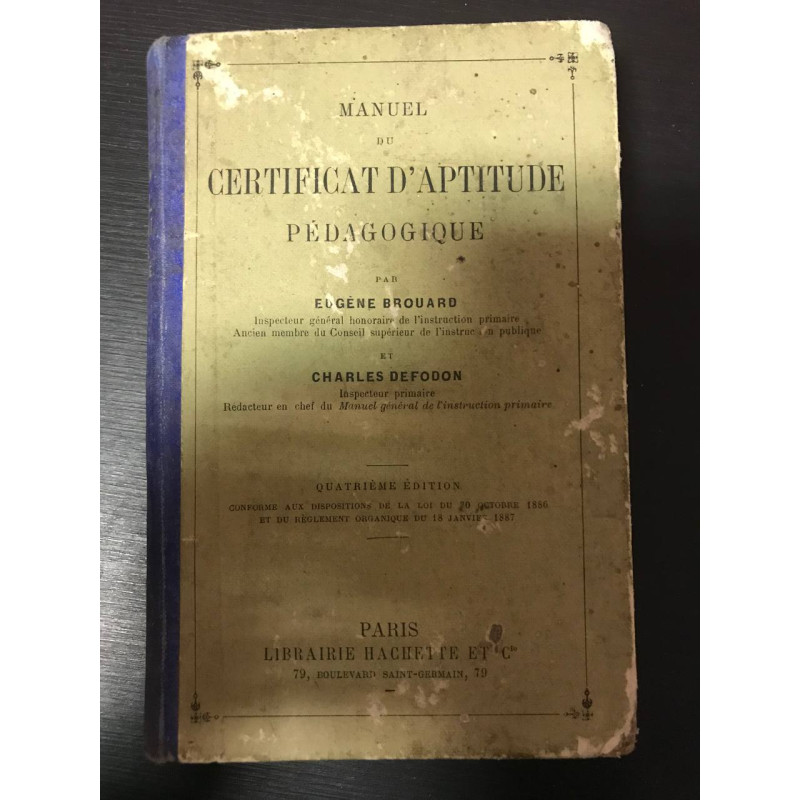 MANUEL
DU
CERTIFICAT D'APTITUDE
PÉDAGOGIQUE
PAR
EUGÈNE BROUARD
Inspecteur général honoraire de l'instruction primaire
Ancien membre du Conseil supérieur de l'instruc on publique
ET
CHARLES DEFODON
Inspecteur primaire
Rédacteur en chef du Manuel général de l'instruction primaire
QUATRIÈME ÉDITION
CONFORME AUX DISPOSITIONS DE LA LOI DU 30 OCTOBRE 1886
ET DU RÈGLEMENT ORGANIQUE DU 18 JANVIER 1887
PARIS
LIBRAIRIE HACHETTE ET Cie
79, BOULEVARD SAINT-GERMAIN, 79